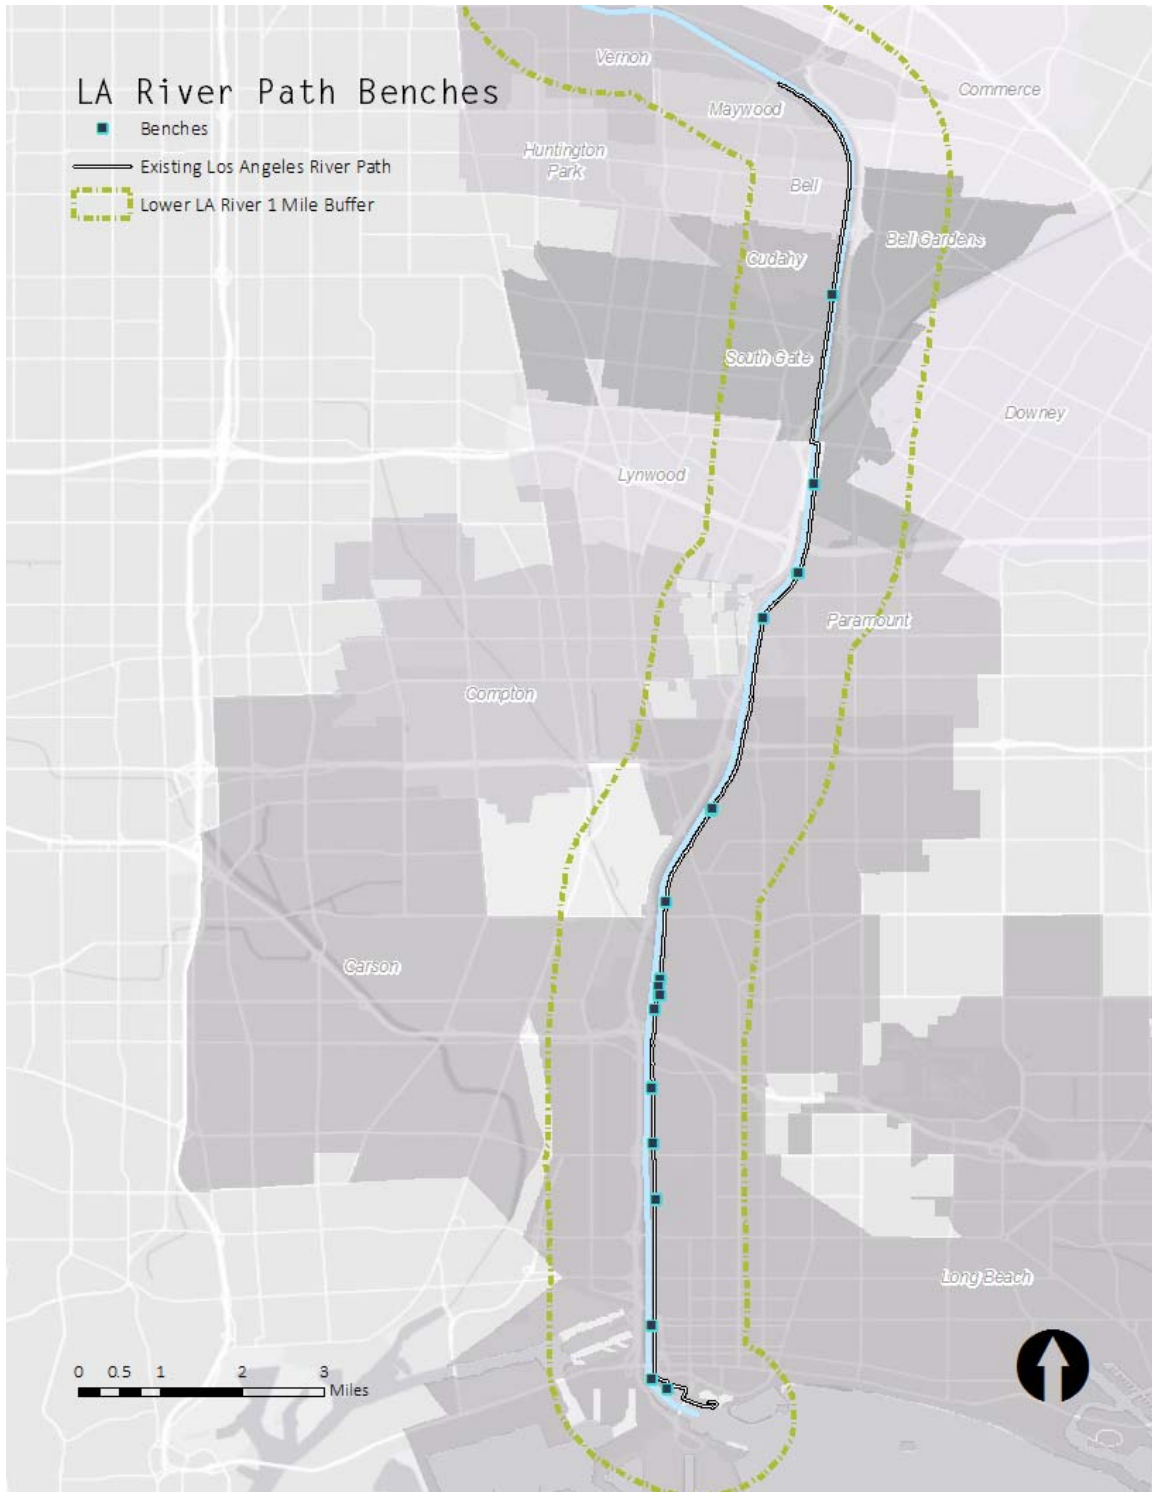 LA River Path Benches
Benches
Existing Los Angeles River Path
Lower LA River 1 Mile Buffer
Vernon
Commerce
Maywood
Huntington
Park
Bell
Bell Gardens
Cudahy
South Gate
Downey
Lynwood
Paramount
Compton
Carson
Long Beach
0 0.5 1 2 3
Miles